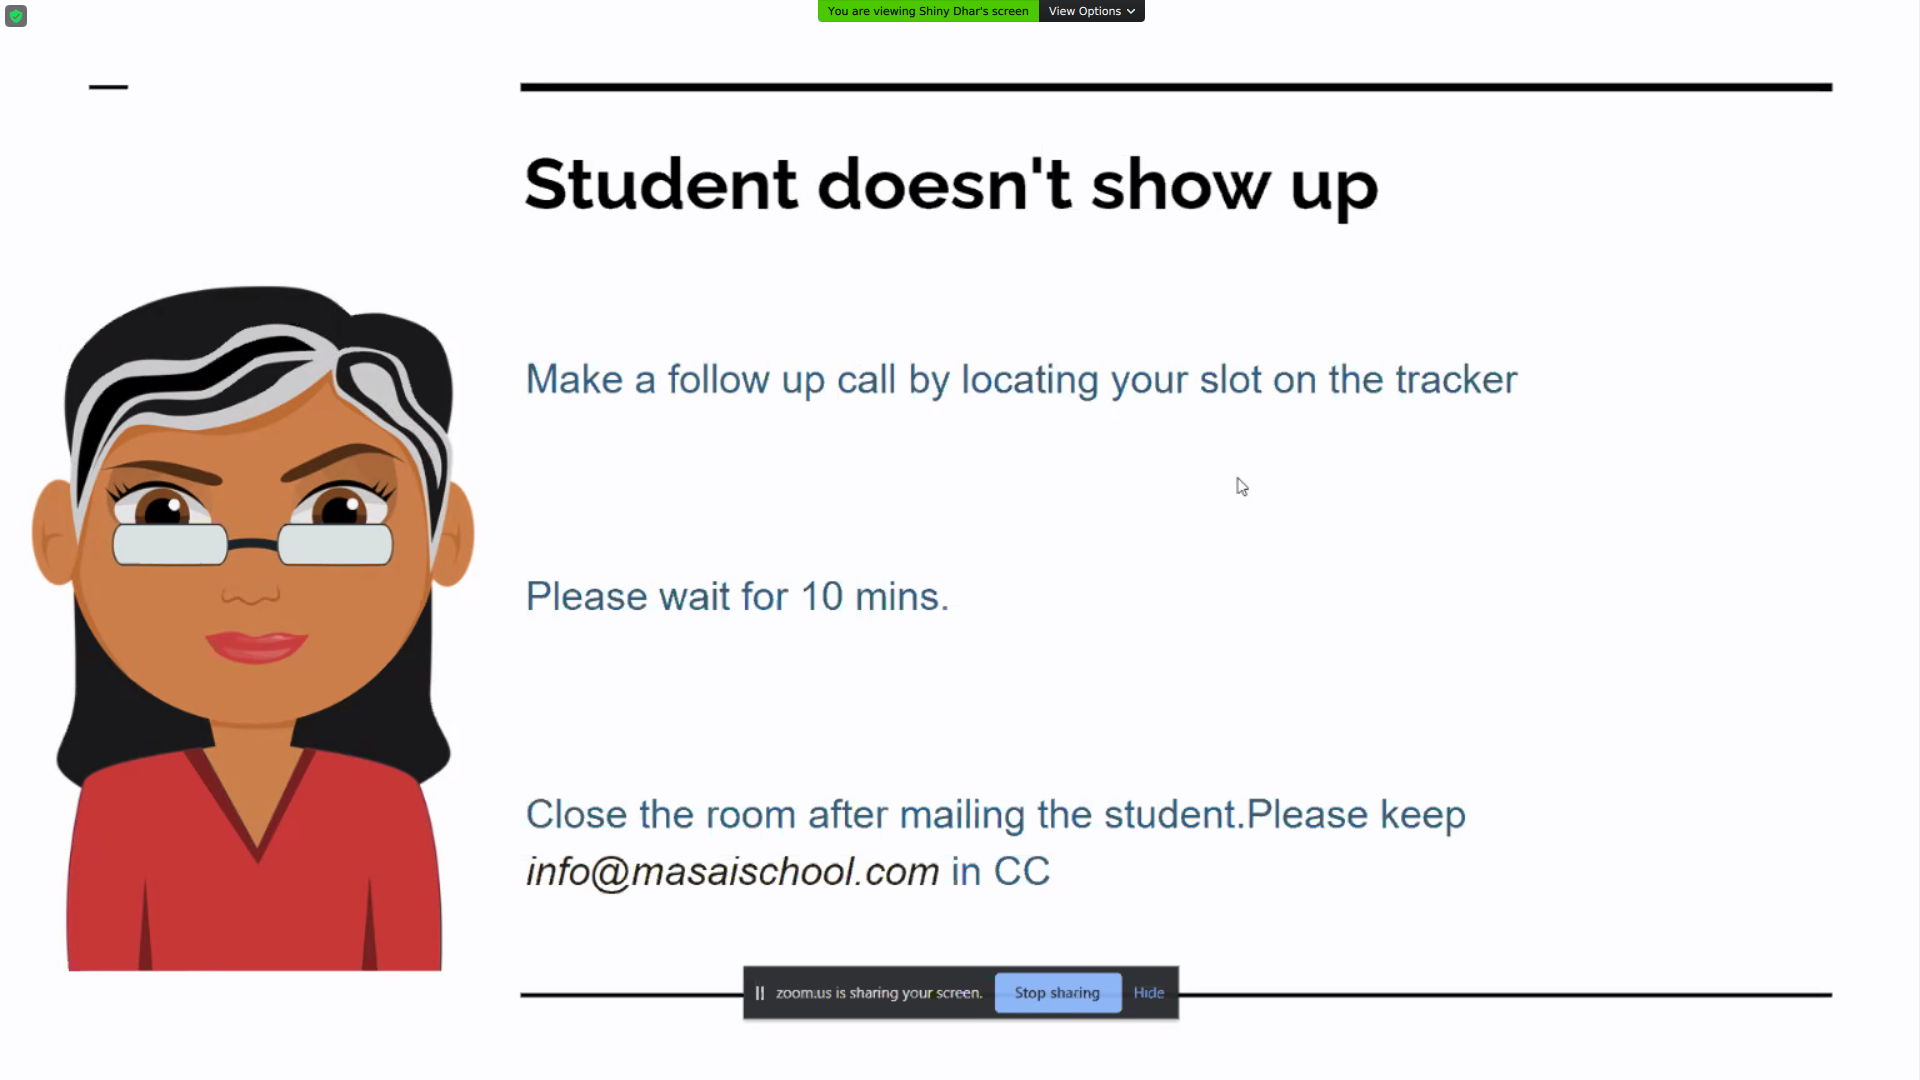 You are viewing Shiny Dhar's screen View Options
Student doesn't show up
Make a follow up call by locating your slot on the tracker
Please wait for 10 mins.
Close the room after mailing the student.Please keep
info@masaischool.com in CC
zoom.us is sharing your screen. Stop sharing Hide